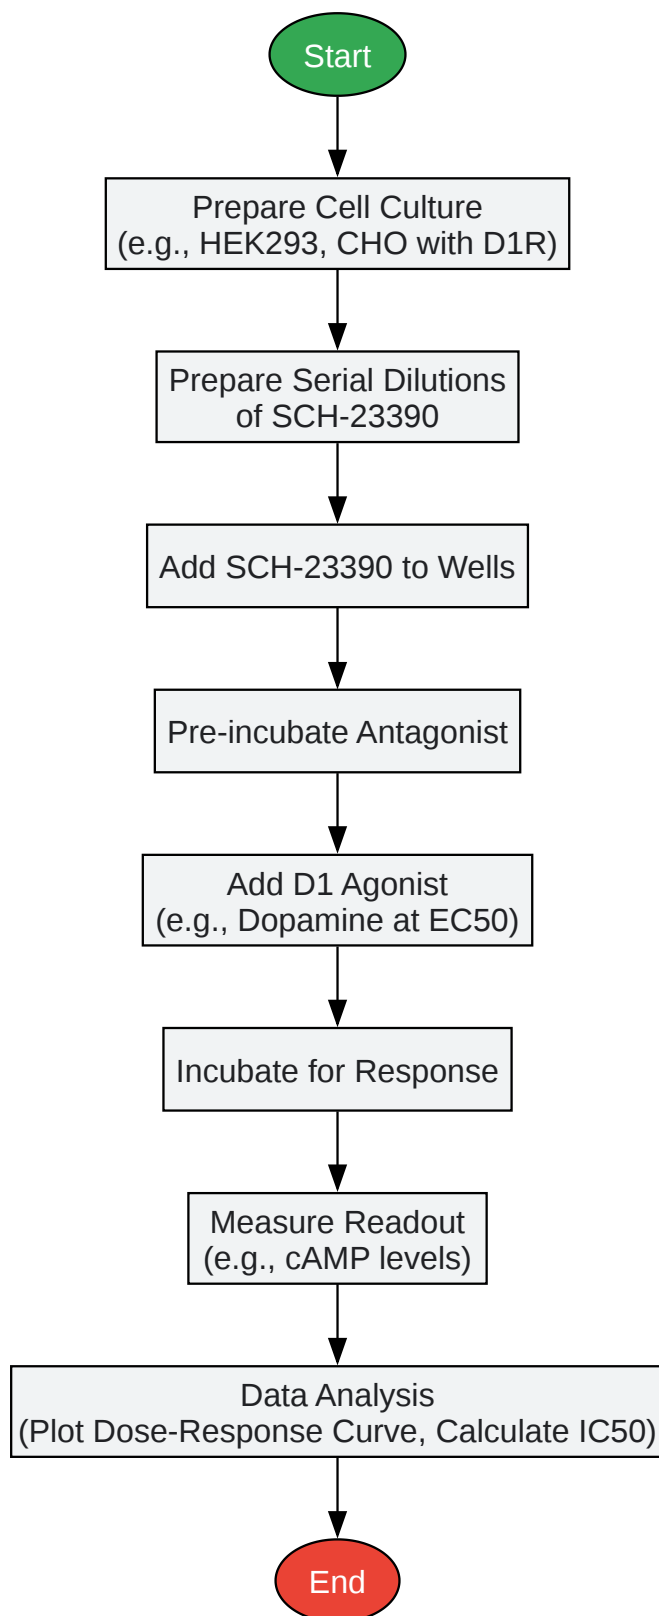 Start
Prepare Cell Culture
(e.g., HEK293, CHO with D1R)
Prepare Serial Dilutions
of SCH-23390
Add SCH-23390 to Wells
Pre-incubate Antagonist
Add D1 Agonist
(e.g., Dopamine at EC50)
Incubate for Response
Measure Readout
(e.g., cAMP levels)
Data Analysis
(Plot Dose-Response Curve, Calculate IC50)
End